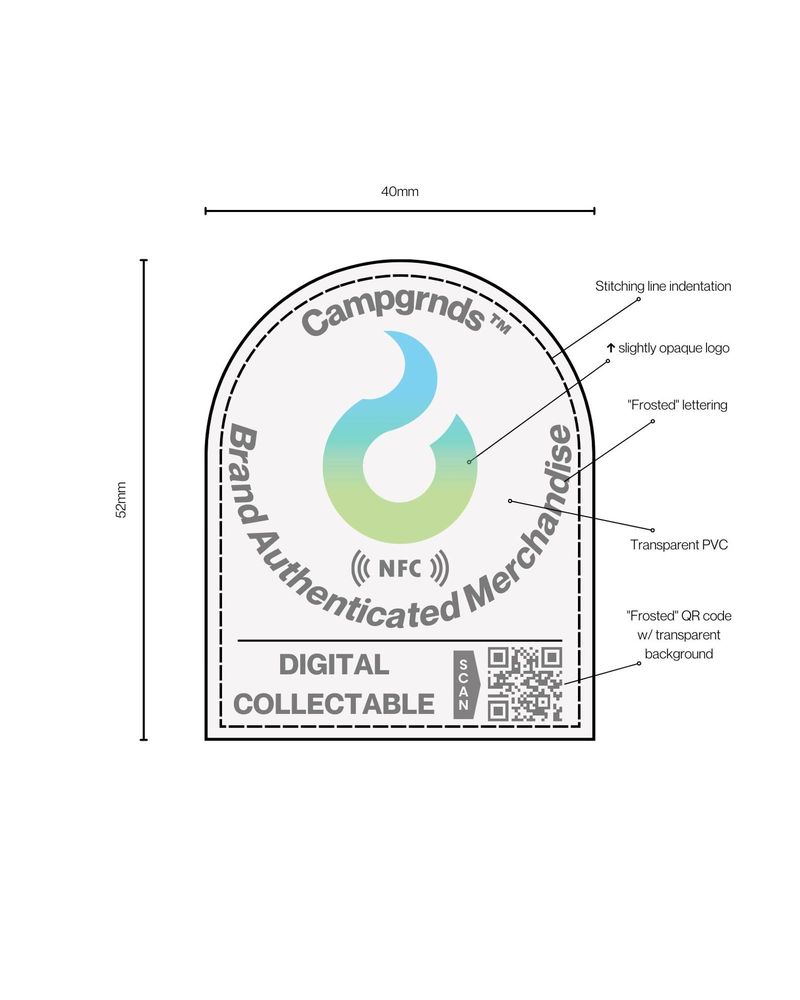 40mm
52mm
Campgrnds™
Brand Authenticated Merchandise
NFC
DIGITAL
COLLECTABLE
SCAN
Stitching line indentation
↑ slightly opaque logo
"Frosted" lettering
Transparent PVC
"Frosted" QR code
w/ transparent
background